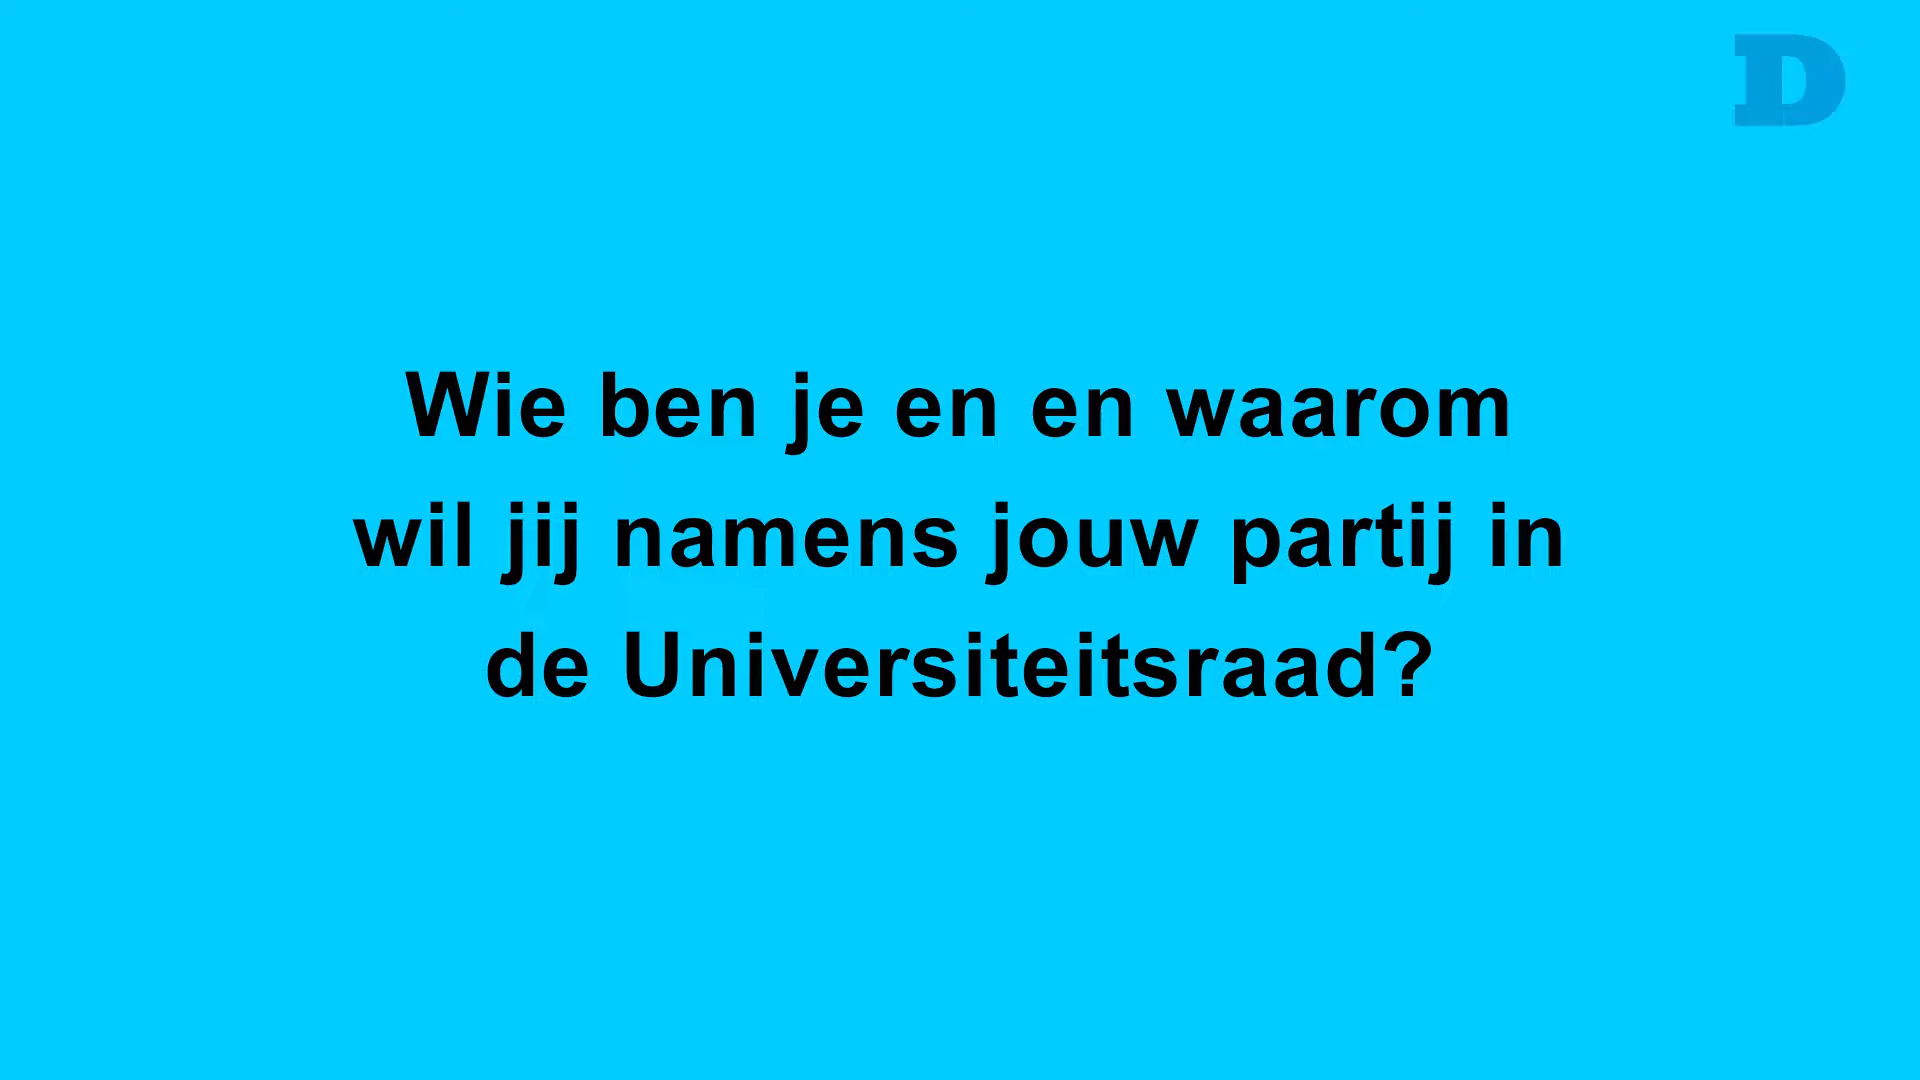 D
Wie ben je en en waarom
wil jij namens jouw partij in
de Universiteitsraad?